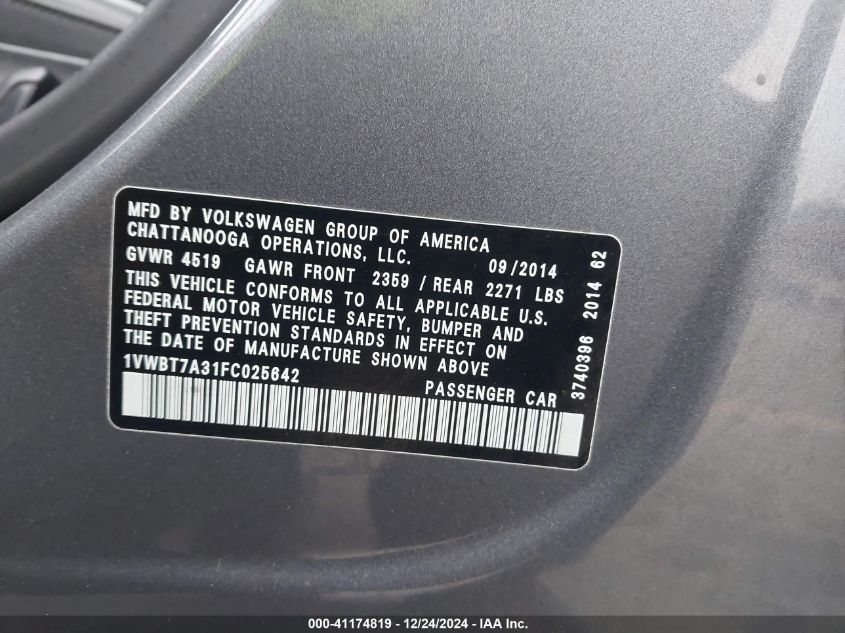 MFD BY VOLKSWAGEN GROUP OF AMERICA
CHATTANOOGA OPERATIONS, LLC. 09/2014
GVWR 4519 GAWR FRONT 2359 / REAR 2271 LBS
THIS VEHICLE CONFORMS TO ALL APPLICABLE U.S.
FEDERAL MOTOR VEHICLE SAFETY, BUMPER AND
THEFT PREVENTION STANDARDS IN EFFECT ON
THE DATE OF MANUFACTURE SHOWN ABOVE
1VWBT7A31FC025642 PASSENGER CAR
3740396 2014 62
000-41174819 - 12/24/2024 - IAAI Inc.